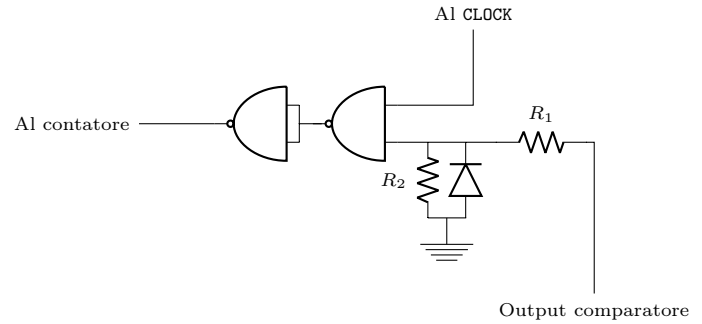 Al CLOCK
R₁
Al contatore
R₂
Output comparatore